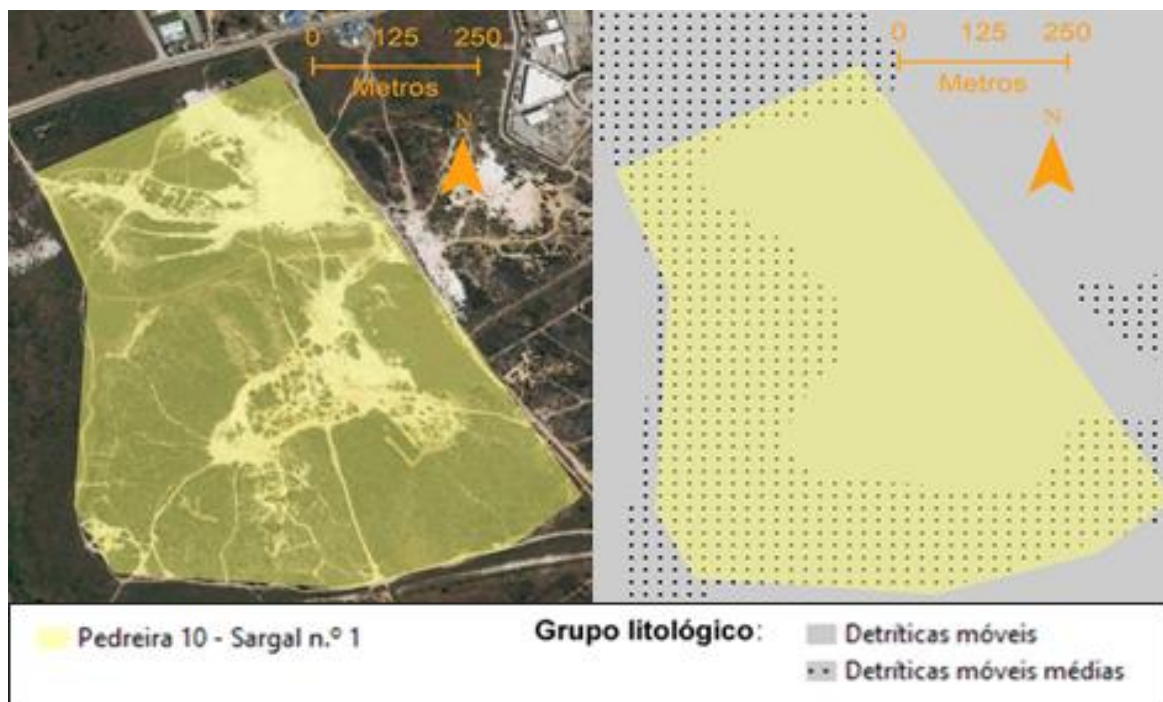 0 125 250
Metros
N
0 125 250
Metros
N
Pedreira 10 - Sargal n.º 1
Grupo litológico:
Detríticas móveis
Detríticas móveis médias